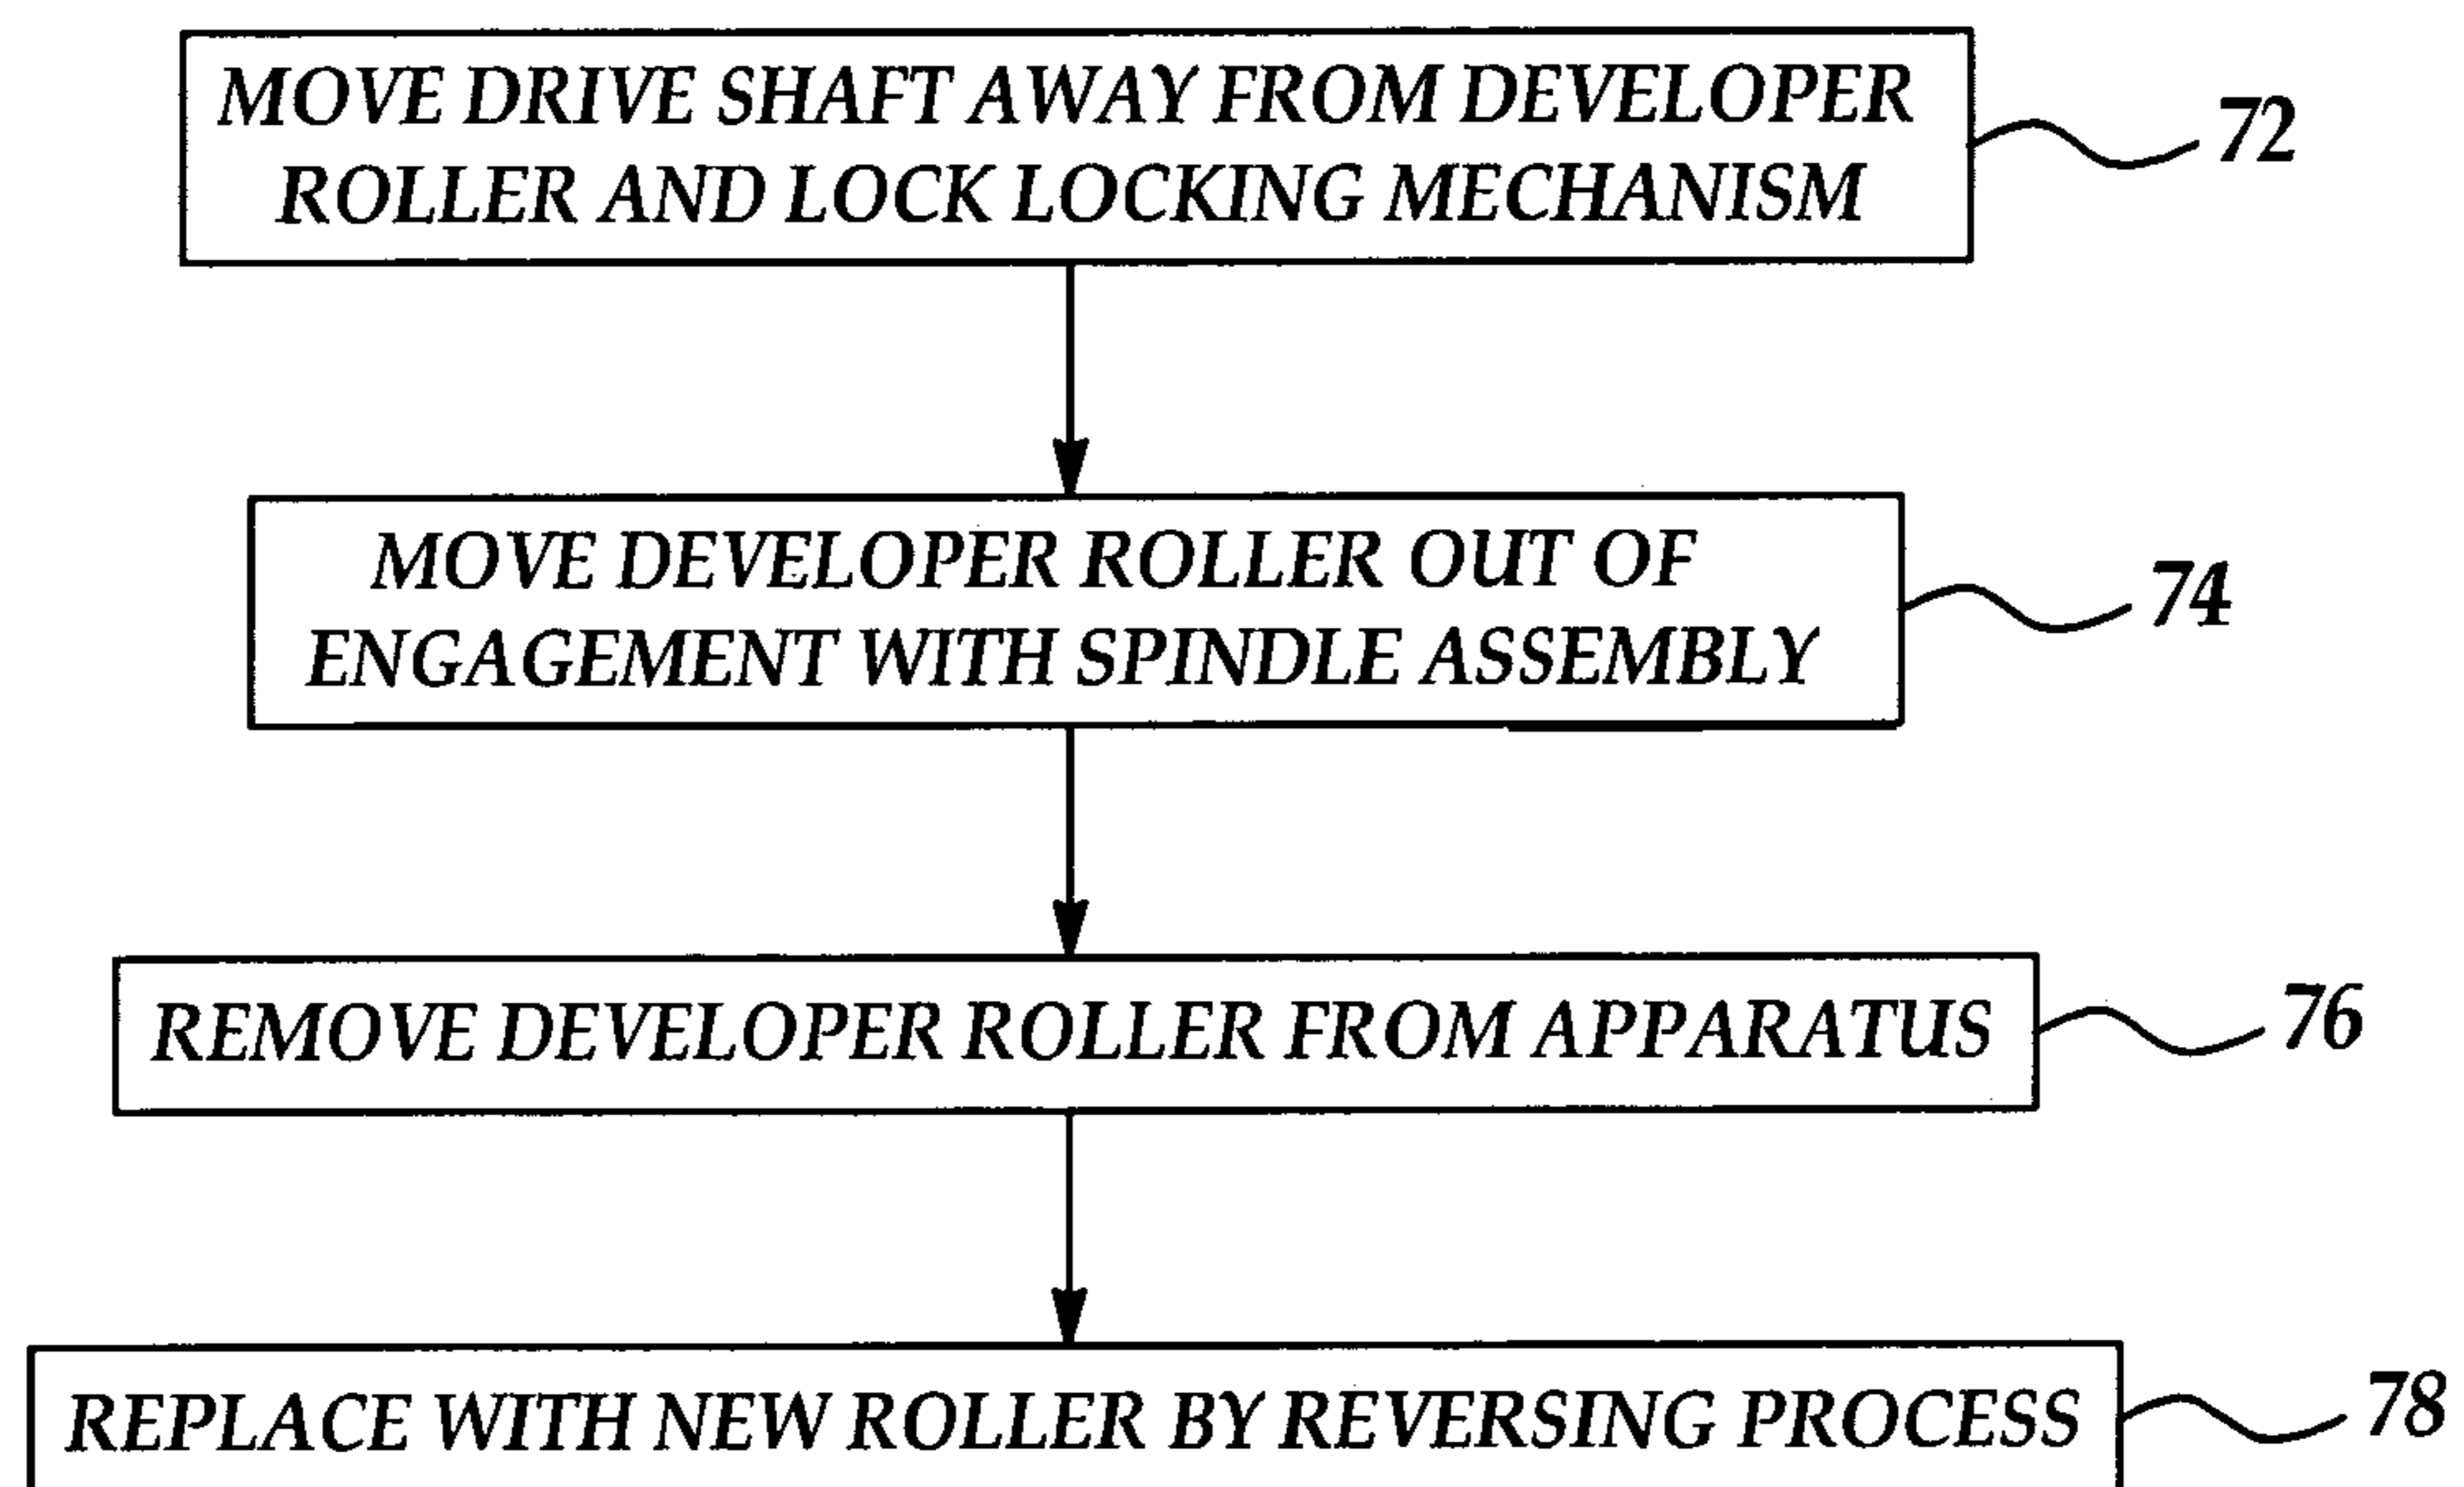 MOVE DRIVE SHAFT AWAY FROM DEVELOPER
ROLLER AND LOCK LOCKING MECHANISM
72
MOVE DEVELOPER ROLLER OUT OF
ENGAGEMENT WITH SPINDLE ASSEMBLY
74
REMOVE DEVELOPER ROLLER FROM APPARATUS
76
REPLACE WITH NEW ROLLER BY REVERSING PROCESS
78